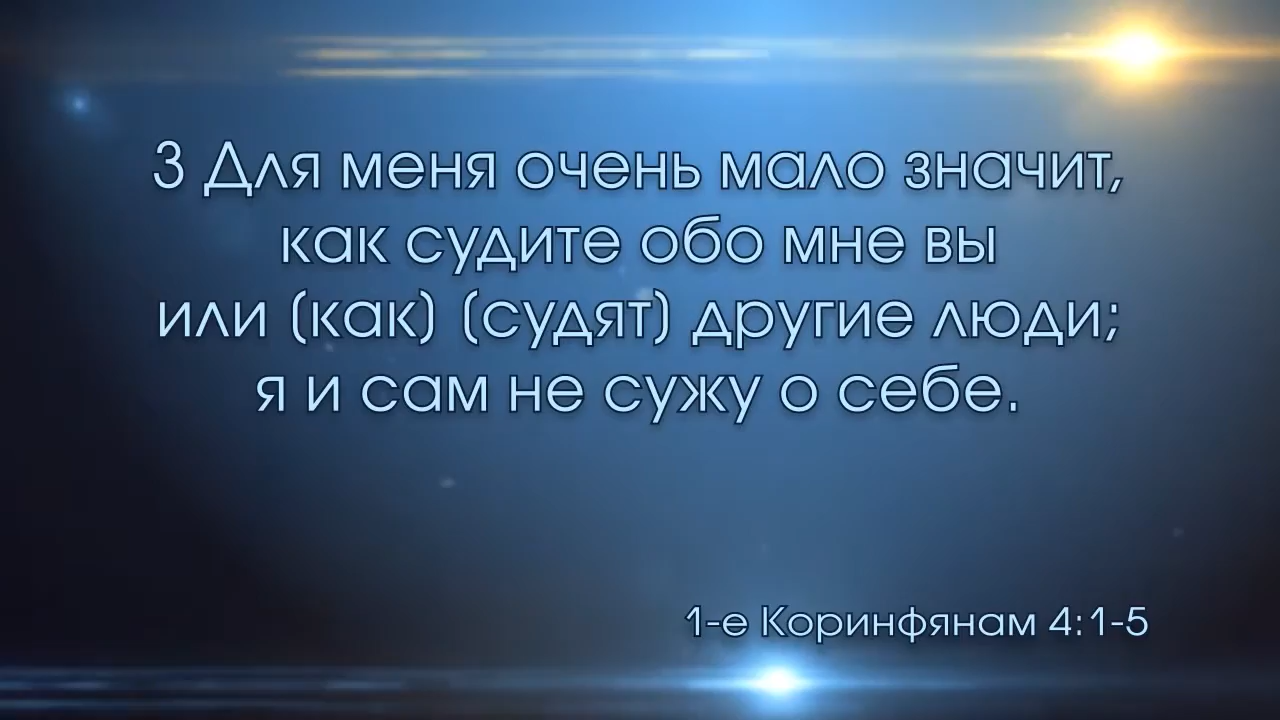 3 Для меня очень мало значит,
как судите обо мне вы
или (как) (судят) другие люди;
я и сам не сужу о себе.
1-е Коринфянам 4:1-5